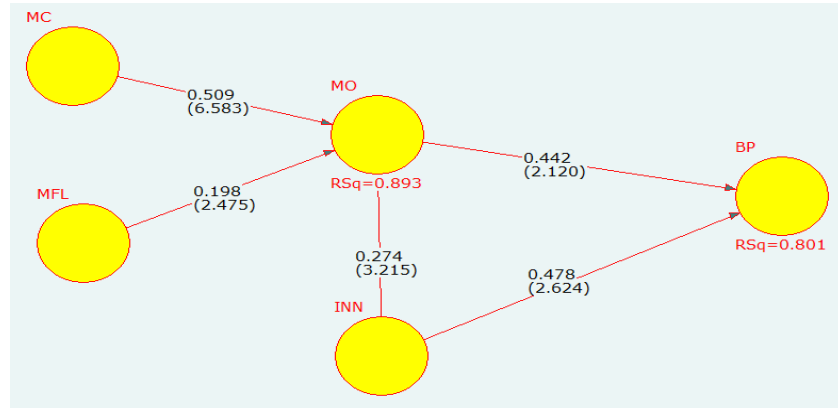 MC
0.509
(6.583)
MO
RSq=0.893
MFL
0.198
(2.475)
0.442
(2.120)
BP
RSq=0.801
0.274
(3.215)
INN
0.478
(2.624)